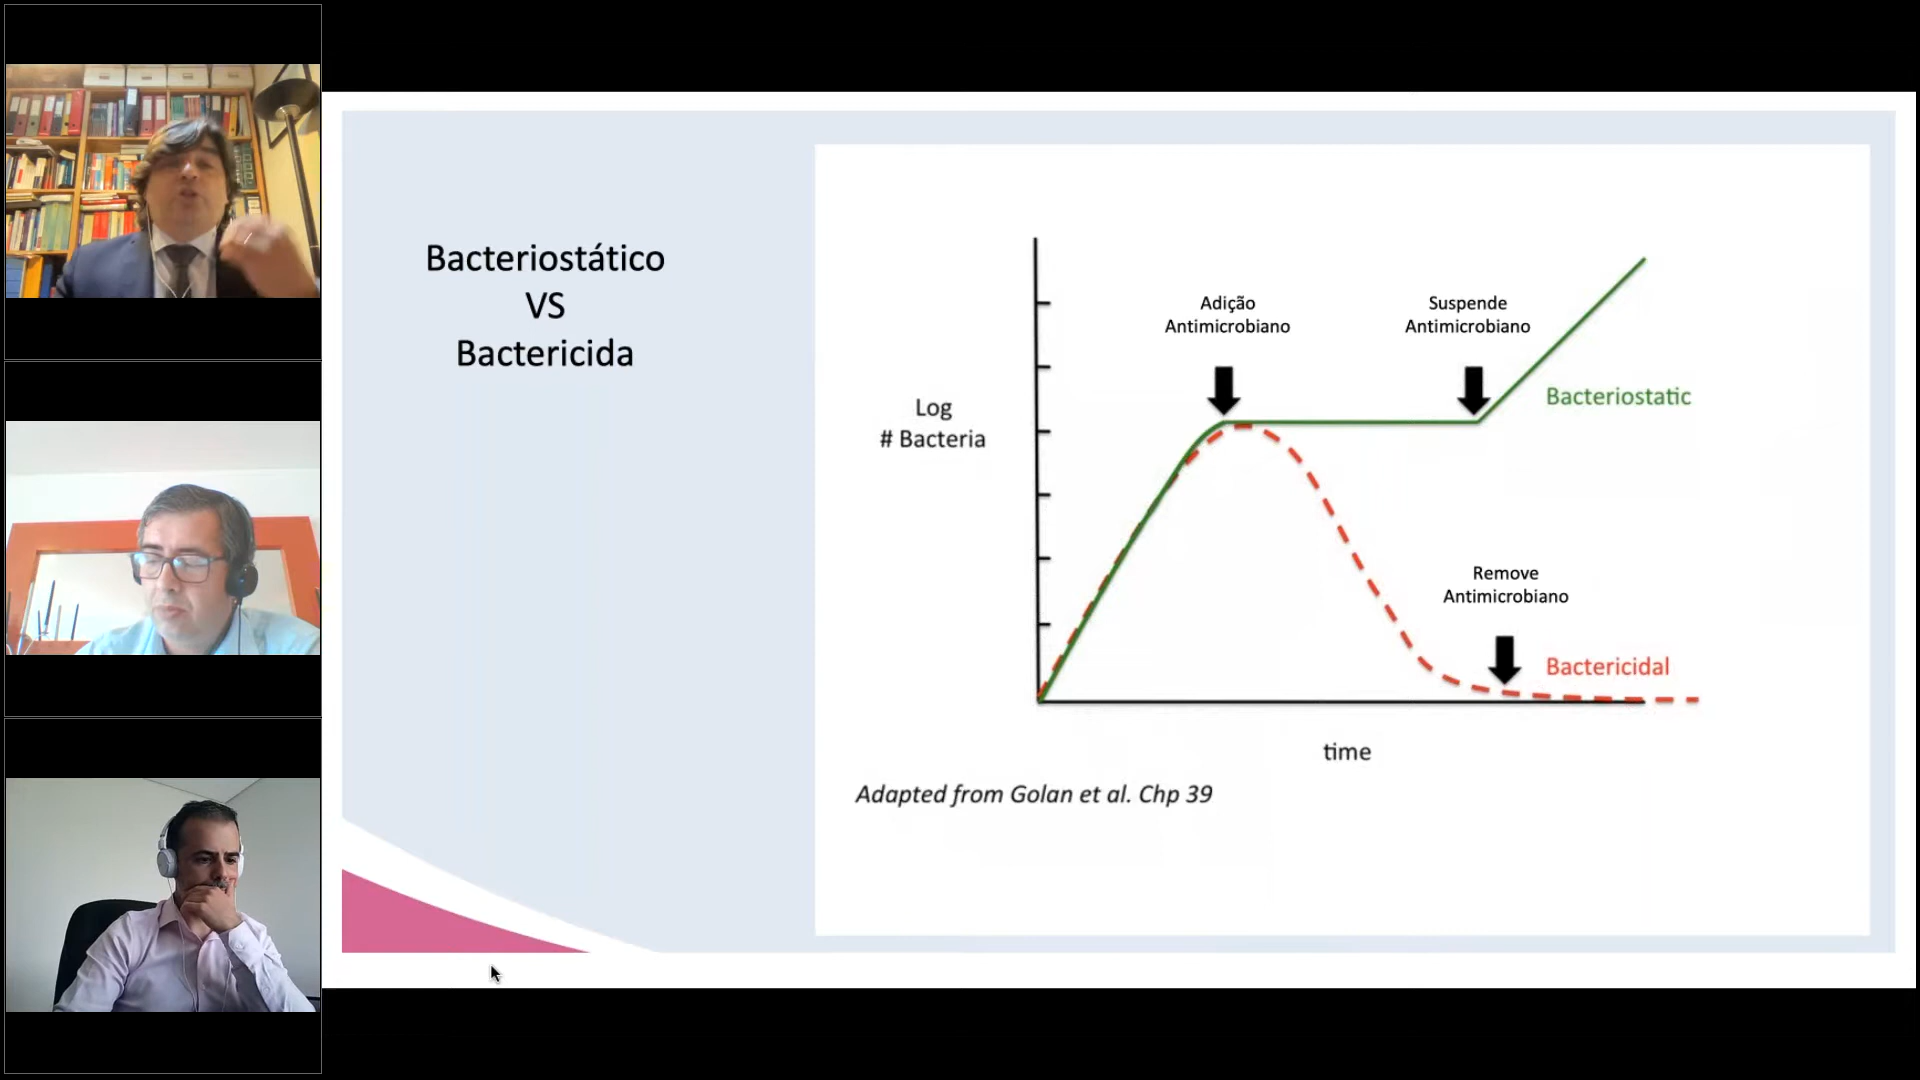 Bacteriostático
VS
Bactericida
Adição
Antimicrobiano
Suspende
Antimicrobiano
Log
# Bacteria
Bacteriostatic
Remove
Antimicrobiano
Bactericidal
time
Adapted from Golan et al. Chp 39